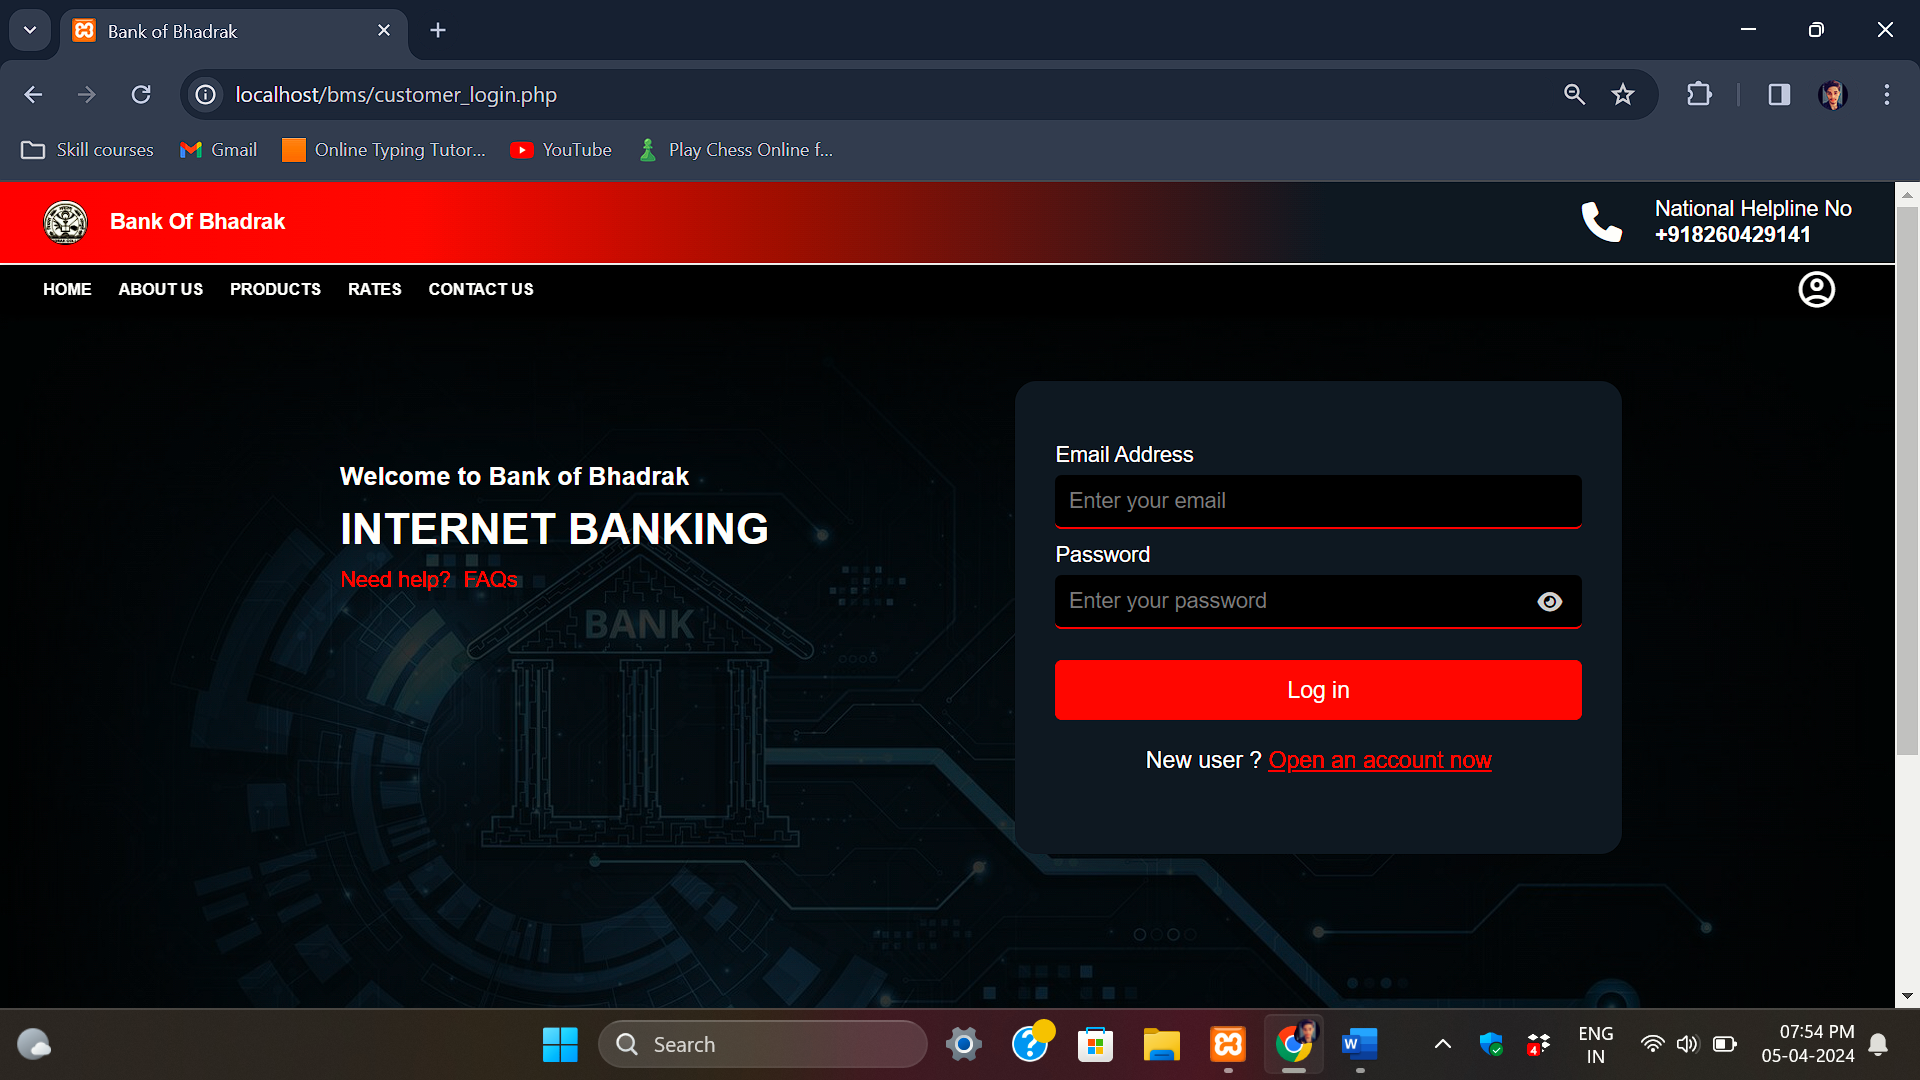 Bank of Bhadrak
localhost/bms/customer_login.php
Skill courses
Gmail
Online Typing Tutor...
YouTube
Play Chess Online f...
Bank Of Bhadrak
National Helpline No
+918260429141
HOME
ABOUT US
PRODUCTS
RATES
CONTACT US
Welcome to Bank of Bhadrak
INTERNET BANKING
Need help? FAQs
BANK
Email Address
Enter your email
Password
Enter your password
Log in
New user ? Open an account now
Search
W
4
ENG
IN
07:54 PM
05-04-2024